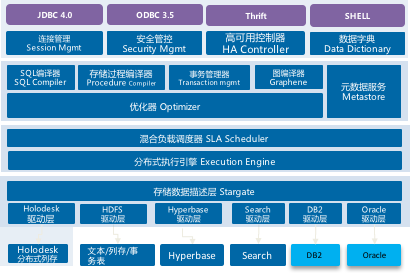 JDBC 4.0
ODBC 3.5
Thrift
SHELL
连接管理
Session Mgmt
安全管控
Security Mgmt
高可用控制器
HA Controller
数据字典
Data Dictionary
SQL编译器
SQL Compiler
存储过程编译器
Procedure Compiler
事务管理器
Transaction mgmt
图编译器
Graphene
元数据服务
Metastore
优化器 Optimizer
混合负载调度器 SLA Scheduler
分布式执行引擎 Execution Engine
存储数据描述层 Stargate
Holodesk
驱动层
HDFS
驱动层
Hyperbase
驱动层
Search
驱动层
DB2
驱动层
Oracle
驱动层
Holodesk
分布式列存
文本/列存/事
务表
Hyperbase
Search
DB2
Oracle